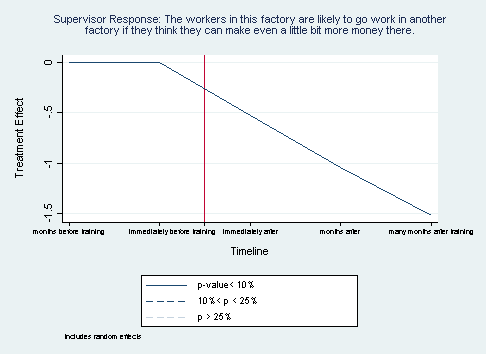 Supervisor Response: The workers in this factory are likely to go work in another
factory if they think they can make even a little bit more money there.
Treatment Effect
0
-.5
-1
-1.5
months before training immediately before training immediately after months after many months after training
Timeline
p-value< 10%
10%< p < 25%
p > 25%
includes random effects